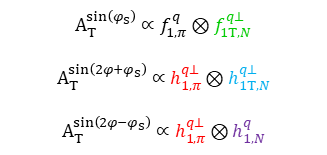 A_T^{sin(φ_S)} ∝ f_{1,π}^{q} ⊗ f_{1T,N}^{q⊥}
A_T^{sin(2φ+φ_S)} ∝ h_{1,π}^{q⊥} ⊗ h_{1T,N}^{q⊥}
A_T^{sin(2φ−φ_S)} ∝ h_{1,π}^{q⊥} ⊗ h_{1,N}^{q}